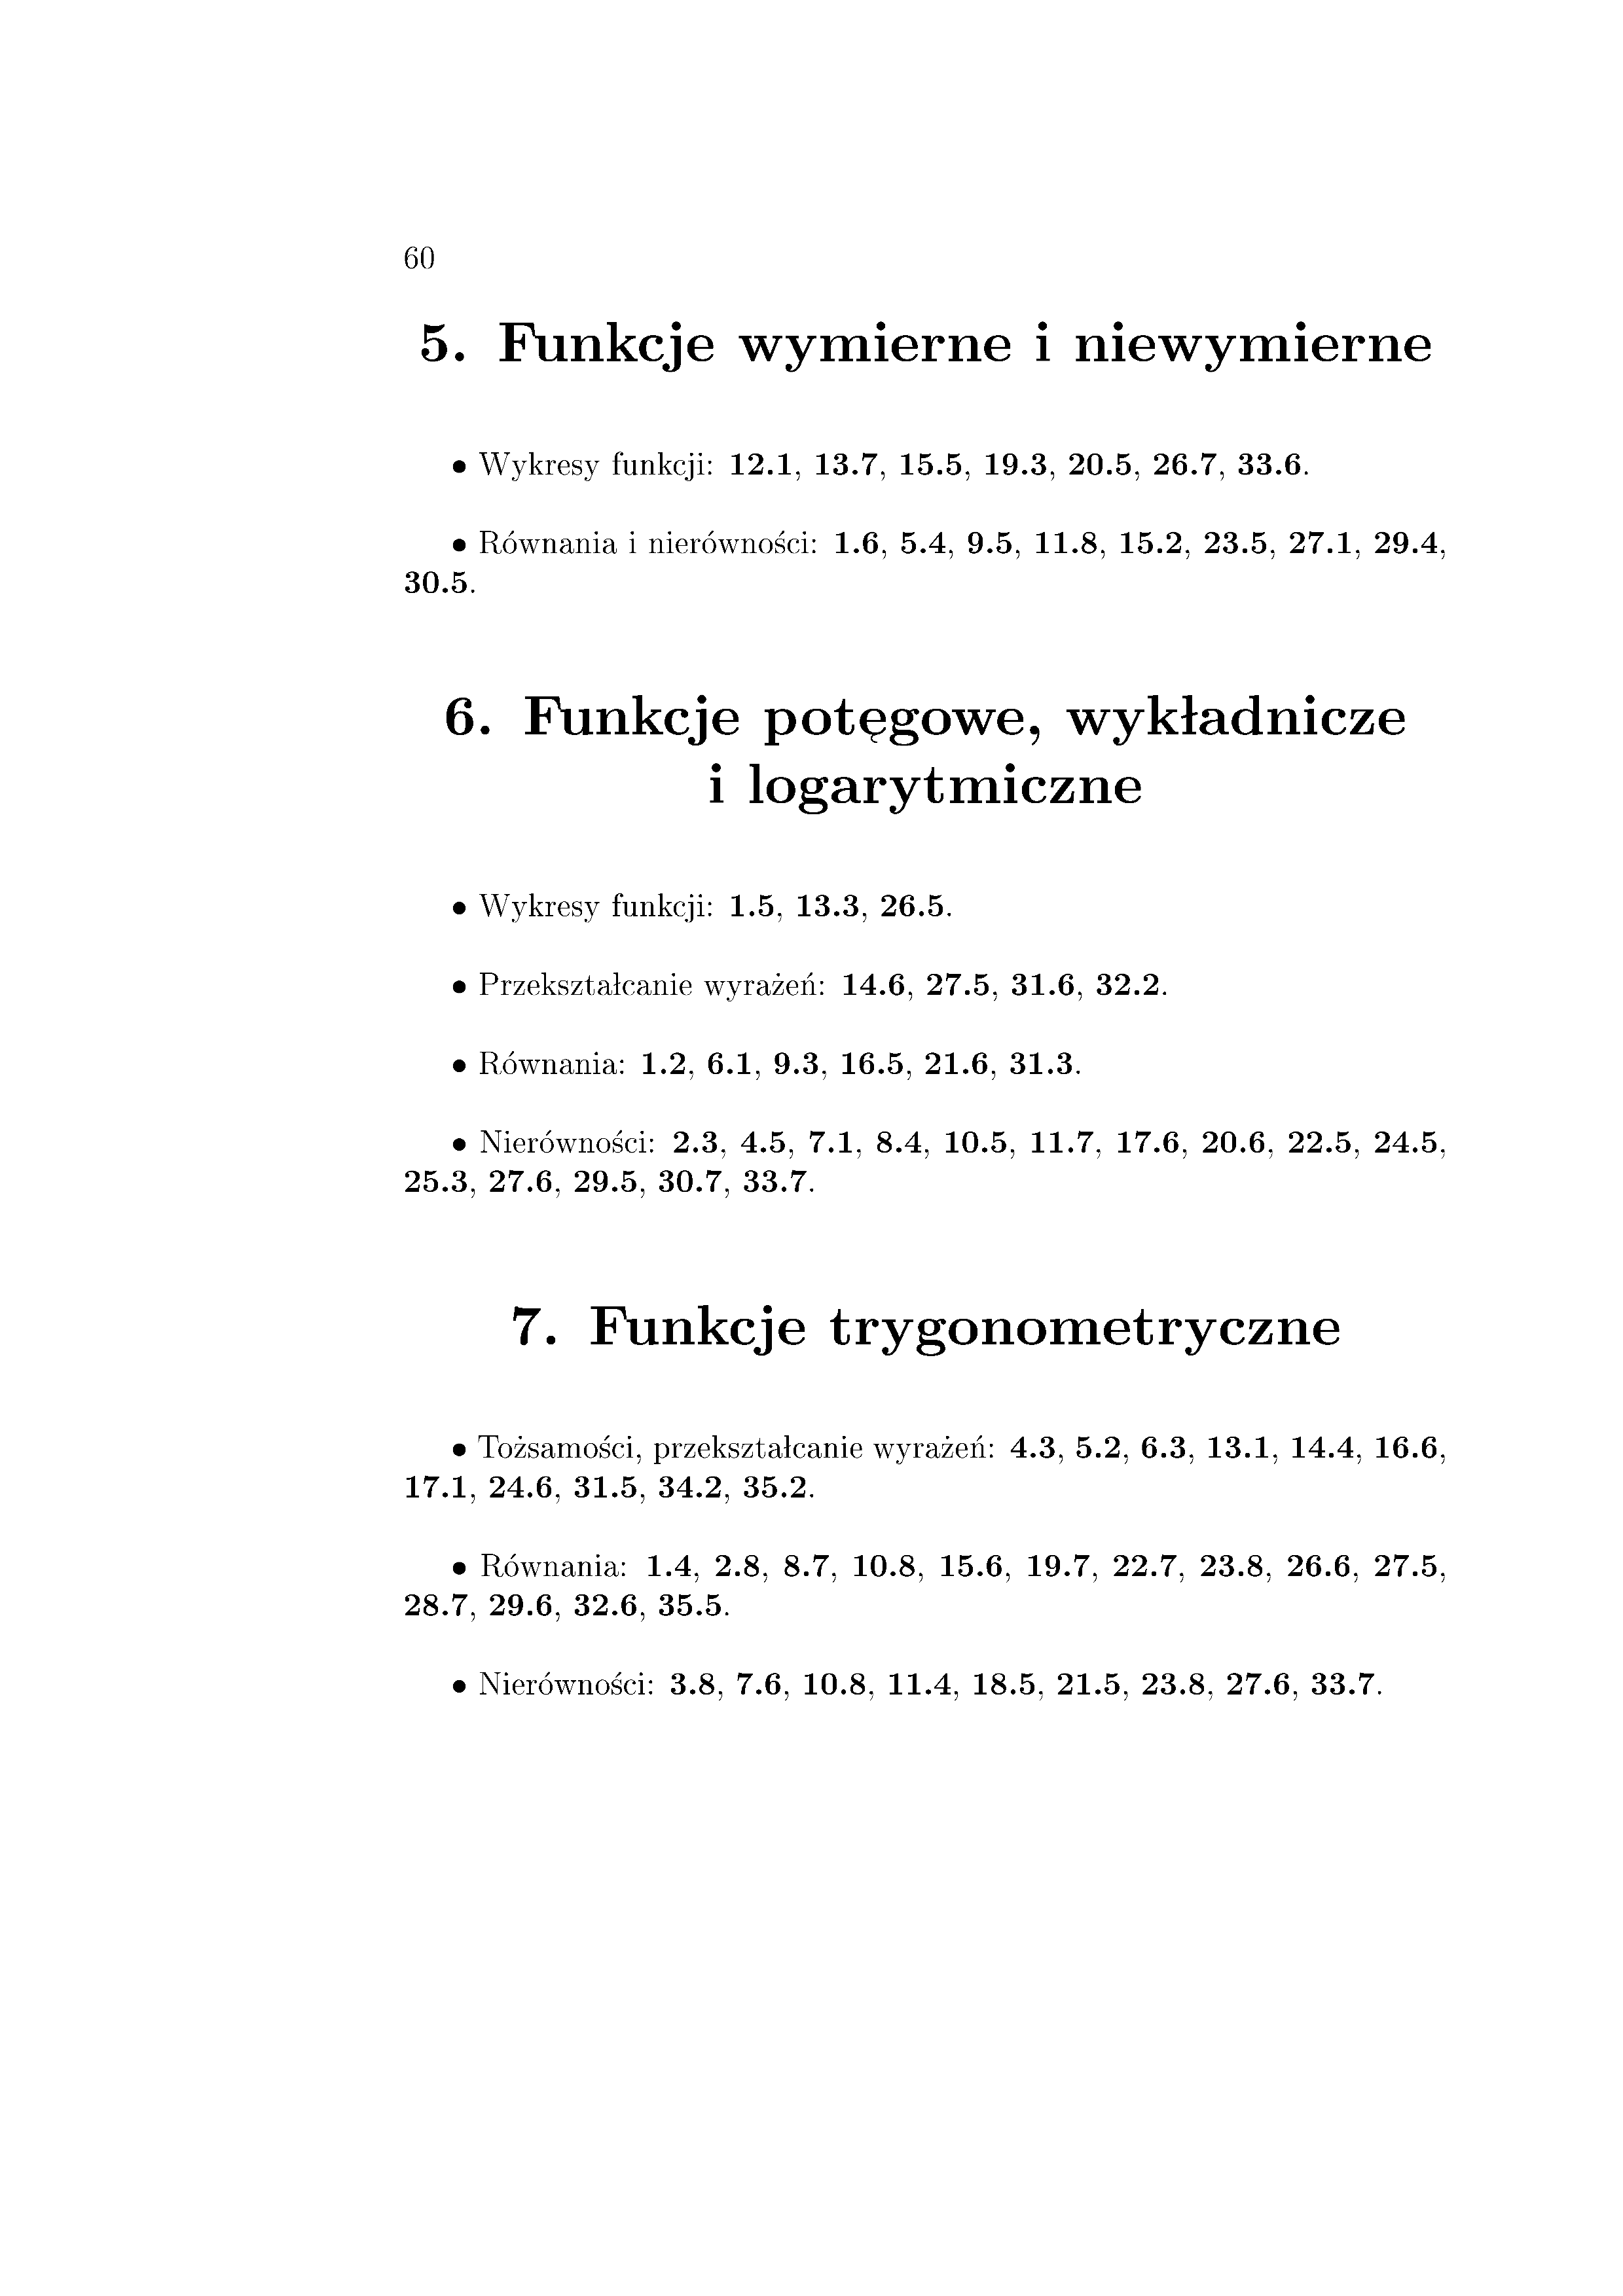 60
5. Funkcje wymierne i niewymierne
• Wykresy funkcji: 12.1, 13.7, 15.5, 19.3, 20.5, 26.7, 33.6.
• Równania i nierówności: 1.6, 5.4, 9.5, 11.8, 15.2, 23.5, 27.1, 29.4,
30.5.
6. Funkcje potęgowe, wykładnicze
i logarytmiczne
• Wykresy funkcji: 1.5, 13.3, 26.5.
• Przekształcanie wyrażeń: 14.6, 27.5, 31.6, 32.2.
• Równania: 1.2, 6.1, 9.3, 16.5, 21.6, 31.3.
• Nierówności: 2.3, 4.5, 7.1, 8.4, 10.5, 11.7, 17.6, 20.6, 22.5, 24.5,
25.3, 27.6, 29.5, 30.7, 33.7.
7. Funkcje trygonometryczne
• Tożsamości, przekształcanie wyrażeń: 4.3, 5.2, 6.3, 13.1, 14.4, 16.6,
17.1, 24.6, 31.5, 34.2, 35.2.
• Równania: 1.4, 2.8, 8.7, 10.8, 15.6, 19.7, 22.7, 23.8, 26.6, 27.5,
28.7, 29.6, 32.6, 35.5.
• Nierówności: 3.8, 7.6, 10.8, 11.4, 18.5, 21.5, 23.8, 27.6, 33.7.